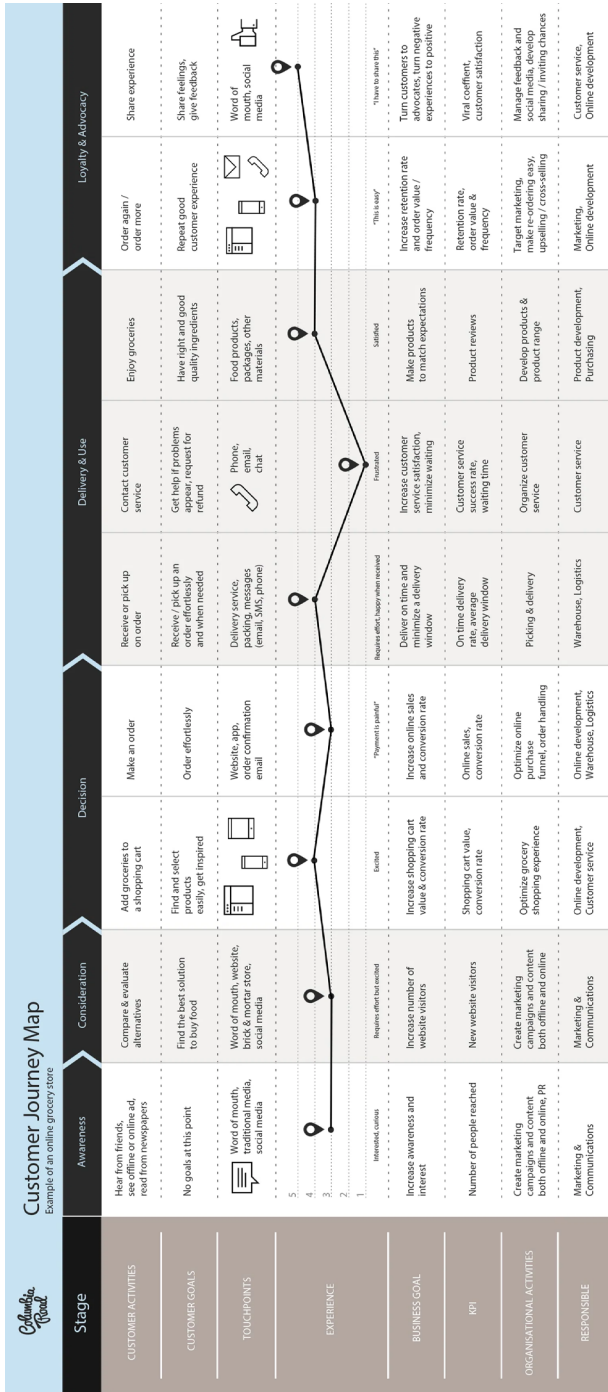 Columbia
Road
Customer Journey Map
Example of an online grocery store
Stage
Awareness
Consideration
Decision
Delivery & Use
Loyalty & Advocacy
CUSTOMER ACTIVITIES
Hear from friends,
see offline or online ad,
read from newspapers
Compare & evaluate
alternatives
Add groceries to
a shopping cart
Make an order
Receive or pick up
on order
Contact customer
service
Enjoy groceries
Order again /
order more
Share experience
CUSTOMER GOALS
No goals at this point
Find the best solution
to buy food
Find and select
products
easily, get inspired
Order effortlessly
Receive / pick up an
order effortlessly
and when needed
Get help if problems
appear, request for
refund
Have right and good
quality ingredients
Repeat good
customer experience
Share feelings,
give feedback
TOUCHPOINTS
Word of mouth,
traditional media,
social media
Word of mouth, website,
brick & mortar store,
social media
Website, app,
order confirmation
email
Delivery service,
packing, messages
(email, SMS, phone)
Phone,
email,
chat
Food products,
packages, other
materials
Word of
mouth, social
media
EXPERIENCE
5
4
3
2
1
Interested, curious
Requires effort but excited
Excited
"Payment is painful"
Requires effort, happy when received
Frustrated
Satisfied
"This is easy"
"I have to share this"
BUSINESS GOAL
Increase awareness and
interest
Increase number of
website visitors
Increase shopping cart
value & conversion rate
Increase online sales
and conversion rate
Deliver on time and
minimize a delivery
window
Increase customer
service satisfaction,
minimize waiting
Make products
to match expectations
Increase retention rate
and order value /
frequency
Turn customers to
advocates, turn negative
experiences to positive
KPI
Number of people reached
New website visitors
Shopping cart value,
conversion rate
Online sales,
conversion rate
On time delivery
rate, average
delivery window
Customer service
success rate,
waiting time
Product reviews
Retention rate,
order value &
frequency
Viral coeffient,
customer satisfaction
ORGANISATIONAL ACTIVITIES
Create marketing
campaigns and content
both offline and online, PR
Create marketing
campaigns and content
both offline and online
Optimize grocery
shopping experience
Optimize online
purchase
funnel, order handling
Picking & delivery
Organize customer
service
Develop products &
product range
Target marketing,
make re-ordering easy,
upselling / cross-selling
Manage feedback and
social media, develop
sharing / inviting chances
RESPONSIBLE
Marketing &
Communications
Marketing &
Communications
Online development,
Customer service
Online development,
Warehouse, Logistics
Warehouse, Logistics
Customer service
Product development,
Purchasing
Marketing,
Online development
Customer service,
Online development